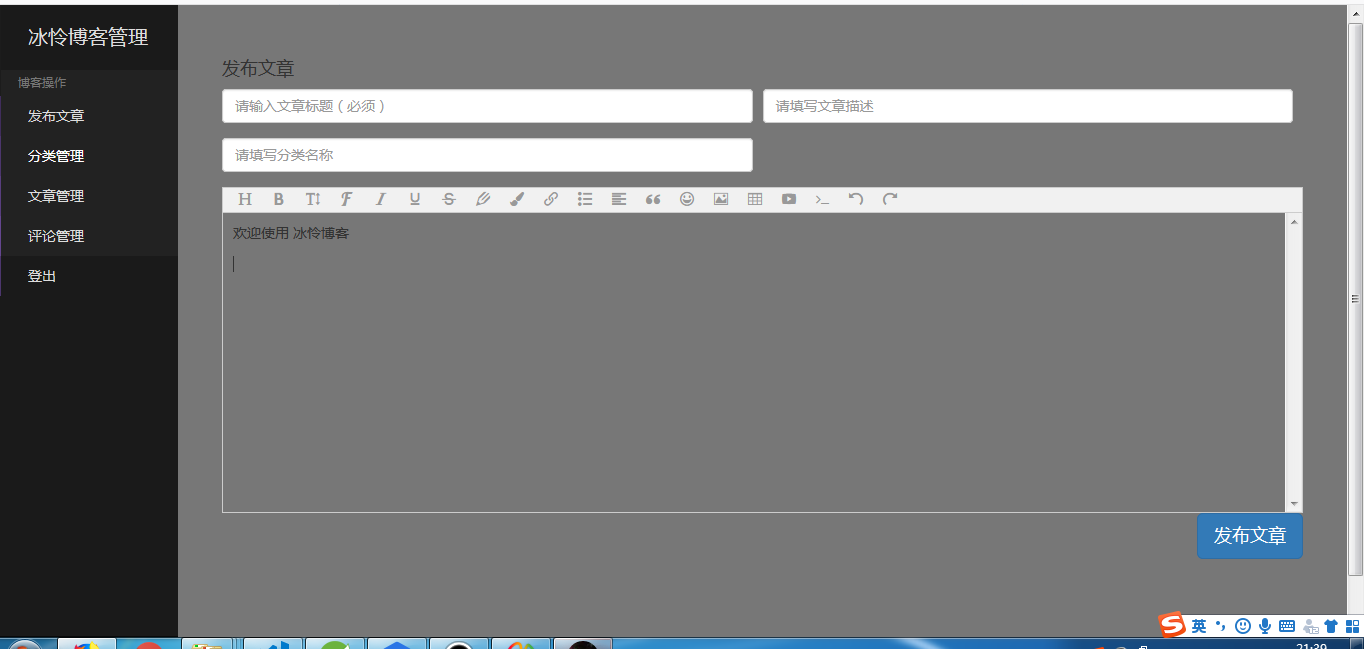 冰怜博客管理
博客操作
发布文章
分类管理
文章管理
评论管理
登出
发布文章
请输入文章标题（必须）
请填写文章描述
请填写分类名称
欢迎使用 冰怜博客
发布文章
英
21:39